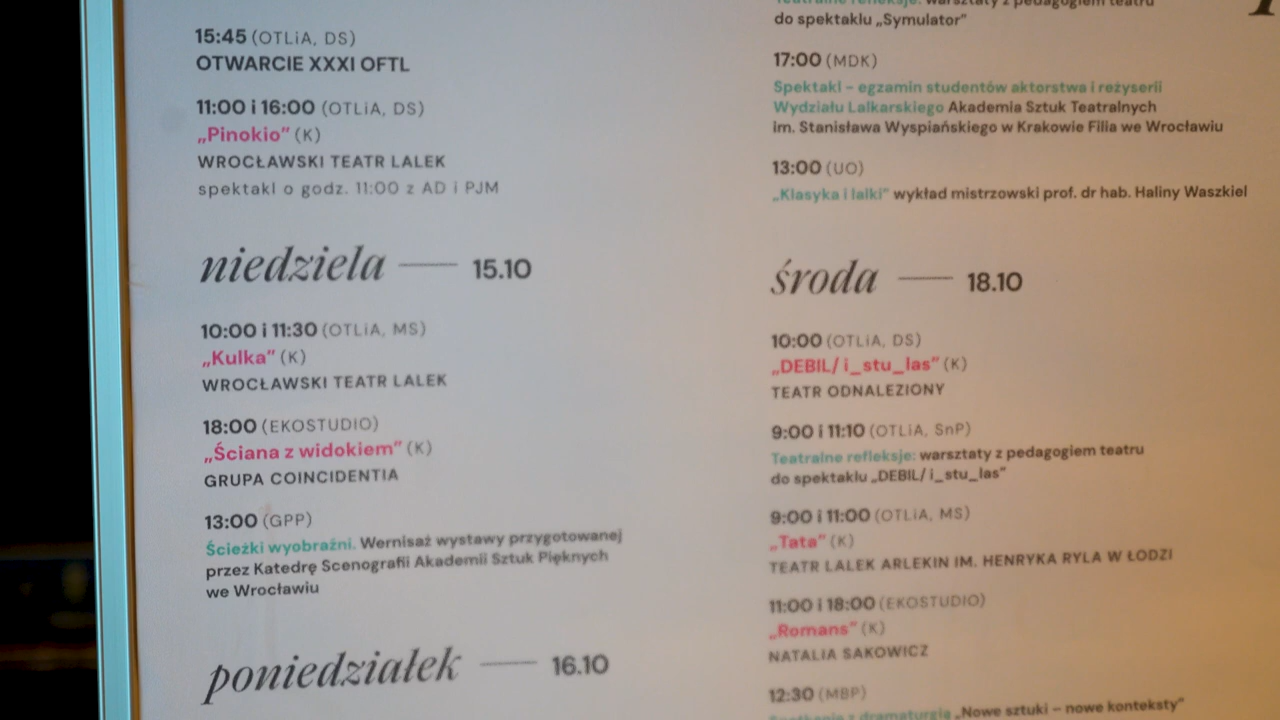 15:45 (OTLiA, DS)
OTWARCIE XXXI OFTL
11:00 i 16:00 (OTLiA, DS)
„Pinokio” (K)
WROCŁAWSKI TEATR LALEK
spektakl o godz. 11:00 z AD i PJM
niedziela — 15.10
10:00 i 11:30 (OTLiA, MS)
„Kulka” (K)
WROCŁAWSKI TEATR LALEK
18:00 (EKOSTUDIO)
„Ściana z widokiem” (K)
GRUPA COINCIDENTIA
13:00 (GPP)
Ścieżki wyobraźni. Wernisaż wystawy przygotowanej
przez Katedrę Scenografii Akademii Sztuk Pięknych
we Wrocławiu
poniedziałek — 16.10
Teatralne refleksje: warsztaty z pedagogiem teatru
do spektaklu „Symulator”
17:00 (MDK)
Spektakl – egzamin studentów aktorstwa i reżyserii
Wydziału Lalkarskiego Akademia Sztuk Teatralnych
im. Stanisława Wyspiańskiego w Krakowie Filia we Wrocławiu
13:00 (UO)
„Klasyka i lalki” wykład mistrzowski prof. dr hab. Haliny Waszkiel
środa — 18.10
10:00 (OTLiA, DS)
„DEBIL/ i_stu_las” (K)
TEATR ODNALEZIONY
9:00 i 11:10 (OTLiA, SnP)
Teatralne refleksje: warsztaty z pedagogiem teatru
do spektaklu „DEBIL/ i_stu_las”
9:00 i 11:00 (OTLiA, MS)
„Tata” (K)
TEATR LALEK ARLEKIN IM. HENRYKA RYLA W ŁODZI
11:00 i 18:00 (EKOSTUDIO)
„Romans” (K)
NATALIA SAKOWICZ
12:30 (MBP)
Spotkania z dramaturgią „Nowe sztuki – nowe konteksty”